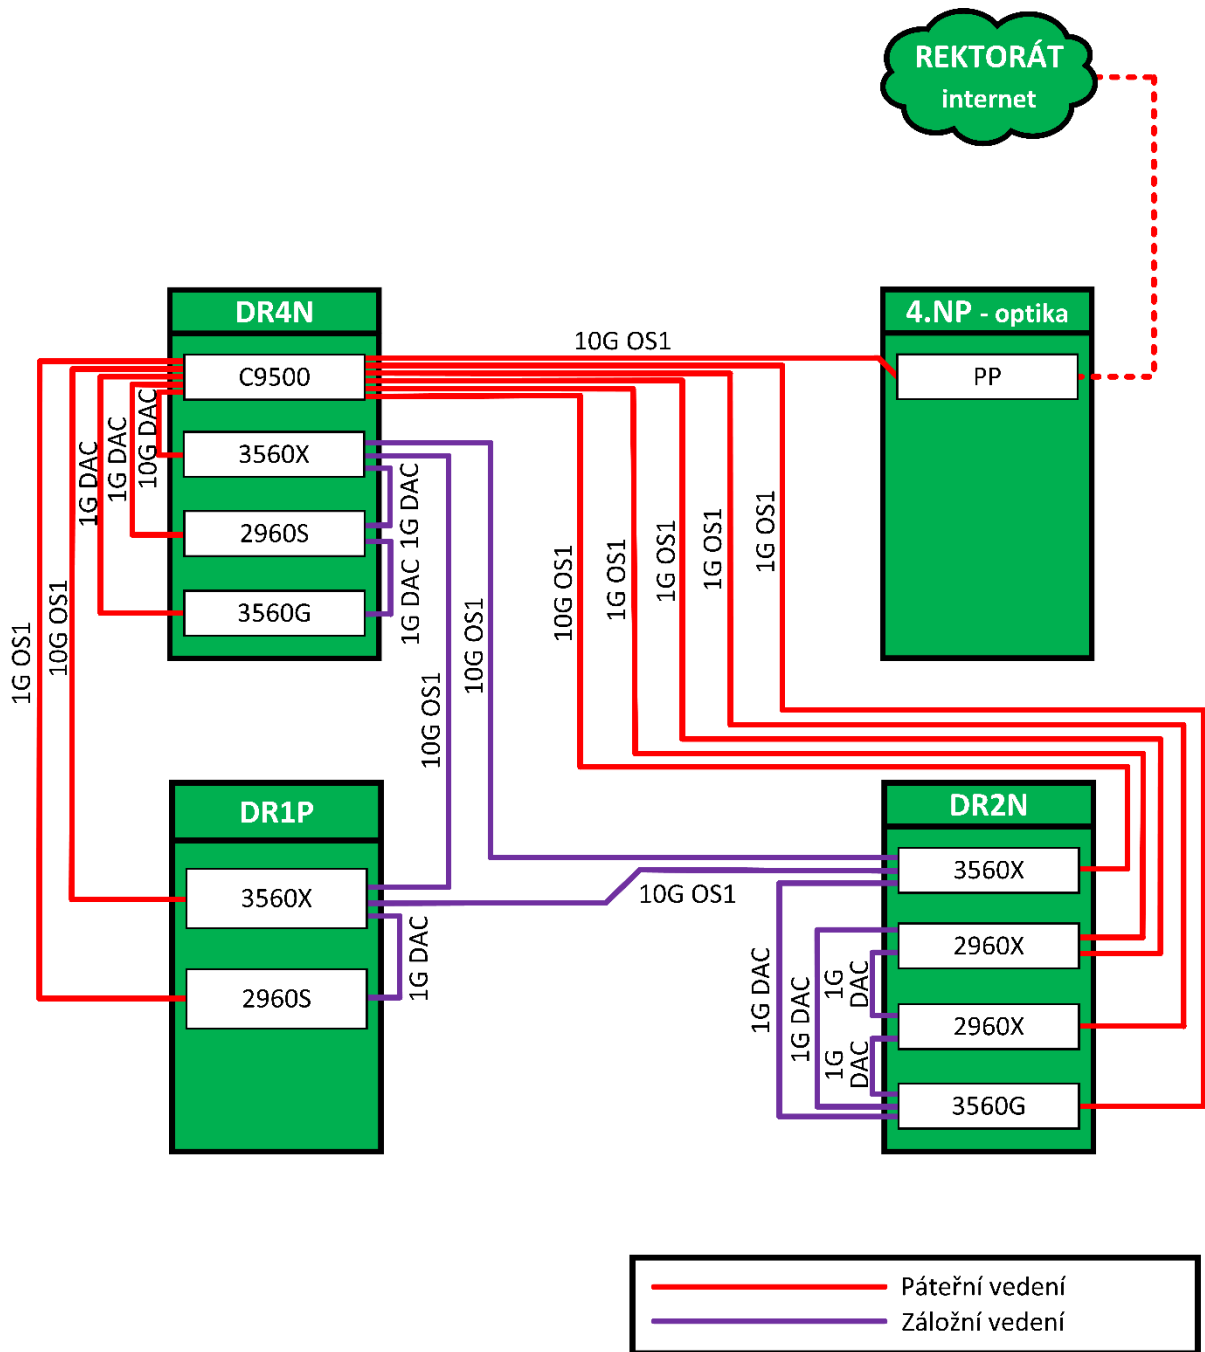 REKTORÁT
internet
DR4N
4.NP - optika
10G OS1
C9500
PP
3560X
2960S
3560G
1G DAC
1G DAC
10G DAC
1G DAC
1G DAC
1G OS1
10G OS1
10G OS1
10G OS1
10G OS1
1G OS1
1G OS1
1G OS1
1G OS1
DR1P
DR2N
3560X
2960S
1G DAC
10G OS1
3560X
2960X
2960X
3560G
1G DAC
1G DAC
1G
DAC
1G
DAC
Páteřní vedení
Záložní vedení